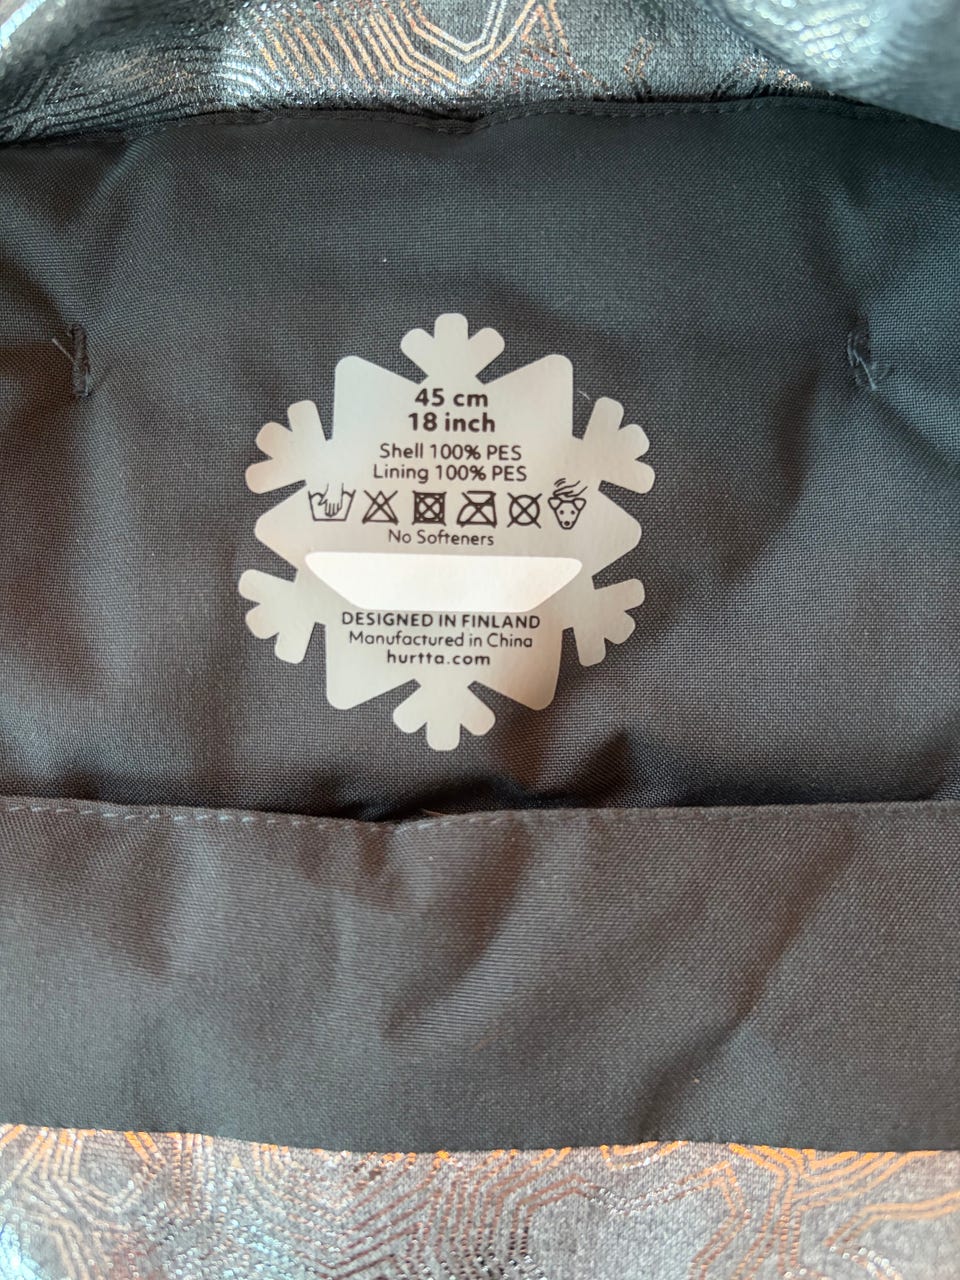 45 cm
18 inch
Shell 100% PES
Lining 100% PES
No Softeners
DESIGNED IN FINLAND
Manufactured in China
hurtta.com